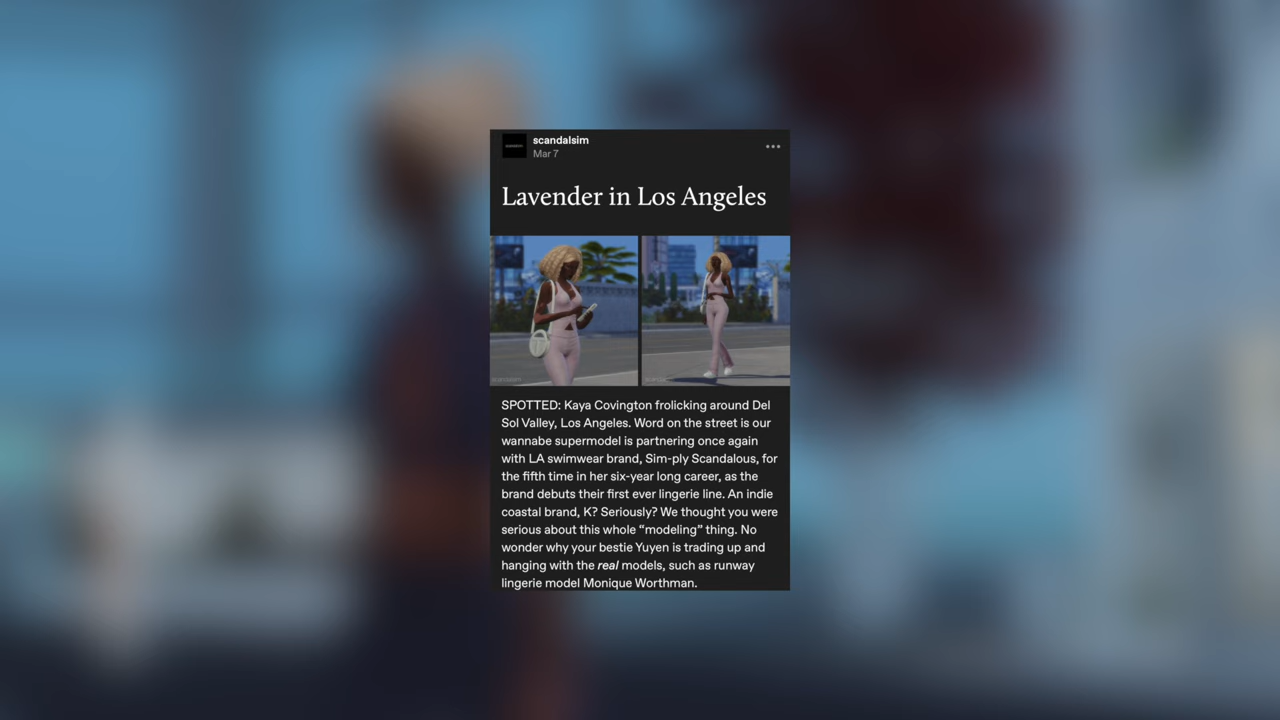 scandalsim
Mar 7
Lavender in Los Angeles
SPOTTED: Kaya Covington frolicking around Del
Sol Valley, Los Angeles. Word on the street is our
wannabe supermodel is partnering once again
with LA swimwear brand, Sim-ply Scandalous, for
the fifth time in her six-year long career, as the
brand debuts their first ever lingerie line. An indie
coastal brand, K? Seriously? We thought you were
serious about this whole “modeling” thing. No
wonder why your bestie Yuyen is trading up and
hanging with the real models, such as runway
lingerie model Monique Worthman.